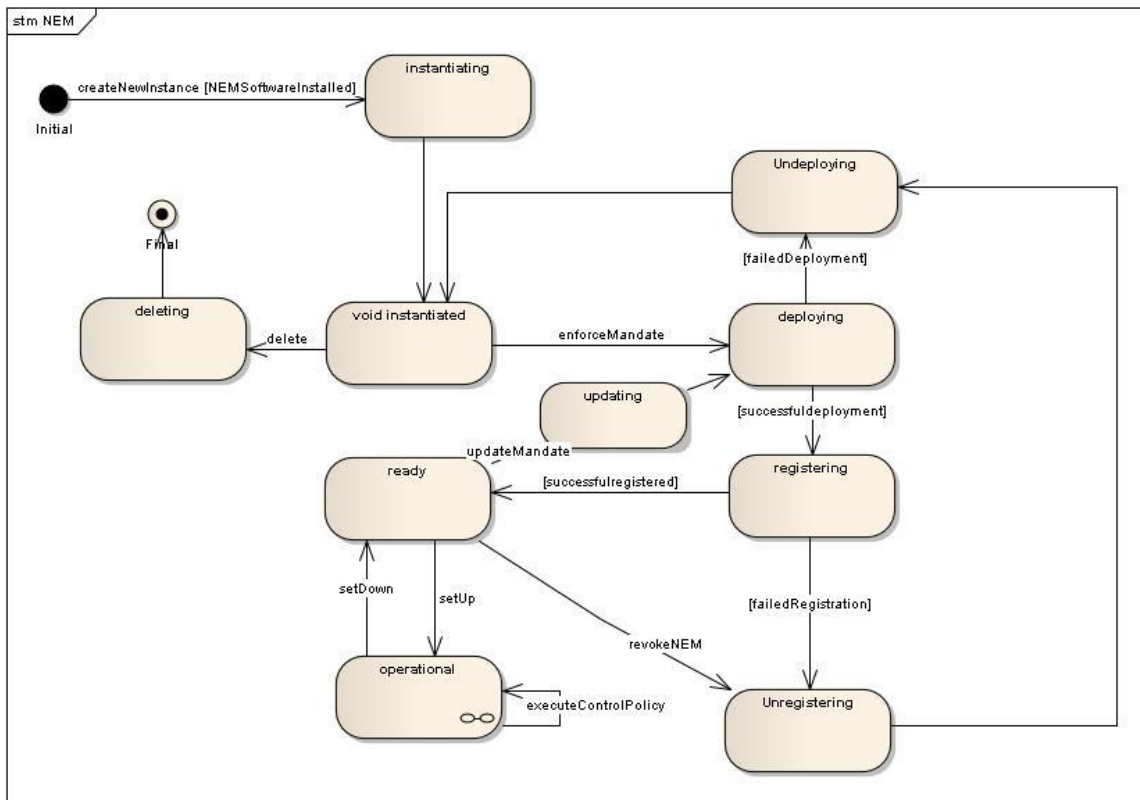 stm NEM
instantiating
createNewInstance [NEMSoftwareInstalled]
Initial
Undeploying
Final
[failedDeployment]
deleting
void instantiated
deploying
enforceMandate
delete
updating
[successfuldeployment]
updateMandate
ready
registering
[successfulregistered]
setDown
setUp
[failedRegistration]
revokeNEM
operational
executeControlPolicy
Unregistering